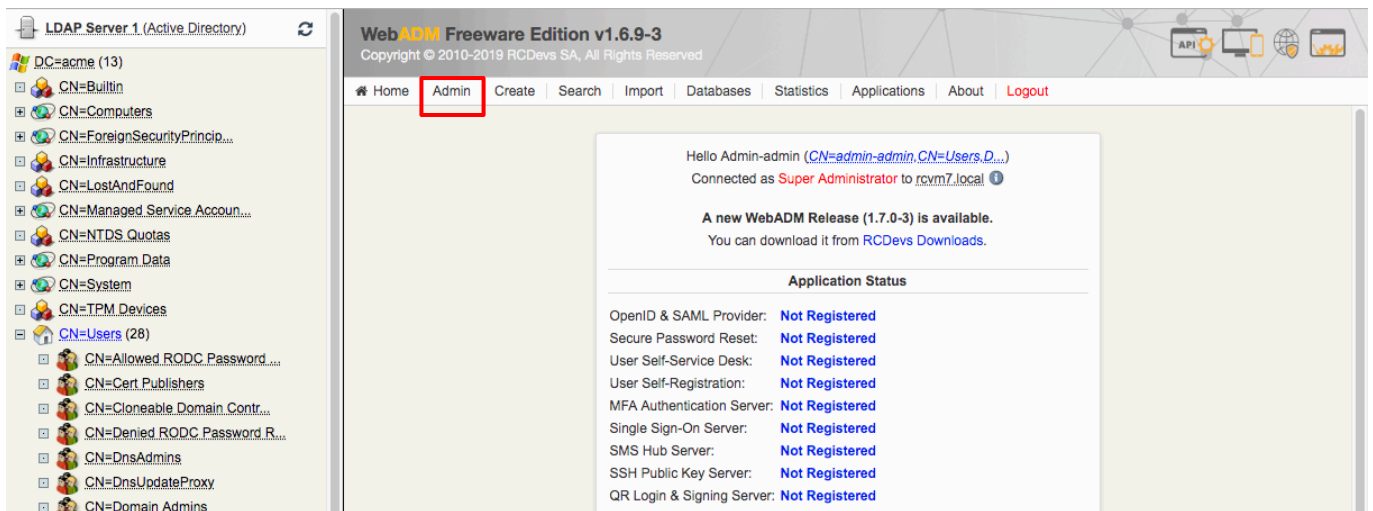 LDAP Server 1 (Active Directory)
DC=acme (13)
CN=Builtin
CN=Computers
CN=ForeignSecurityPrincip...
CN=Infrastructure
CN=LostAndFound
CN=Managed Service Accoun...
CN=NTDS Quotas
CN=Program Data
CN=System
CN=TPM Devices
CN=Users (28)
CN=Allowed RODC Password ...
CN=Cert Publishers
CN=Cloneable Domain Contr...
CN=Denied RODC Password R...
CN=DnsAdmins
CN=DnsUpdateProxy
CN=Domain Admins
WebADM Freeware Edition v1.6.9-3
Copyright © 2010-2019 RCDevs SA, All Rights Reserved
API
Home Admin Create Search Import Databases Statistics Applications About Logout
Hello Admin-admin (CN=admin-admin,CN=Users,D...)
Connected as Super Administrator to rcvm7.local
A new WebADM Release (1.7.0-3) is available.
You can download it from RCDevs Downloads.
Application Status
OpenID & SAML Provider: Not Registered
Secure Password Reset: Not Registered
User Self-Service Desk: Not Registered
User Self-Registration: Not Registered
MFA Authentication Server: Not Registered
Single Sign-On Server: Not Registered
SMS Hub Server: Not Registered
SSH Public Key Server: Not Registered
QR Login & Signing Server: Not Registered